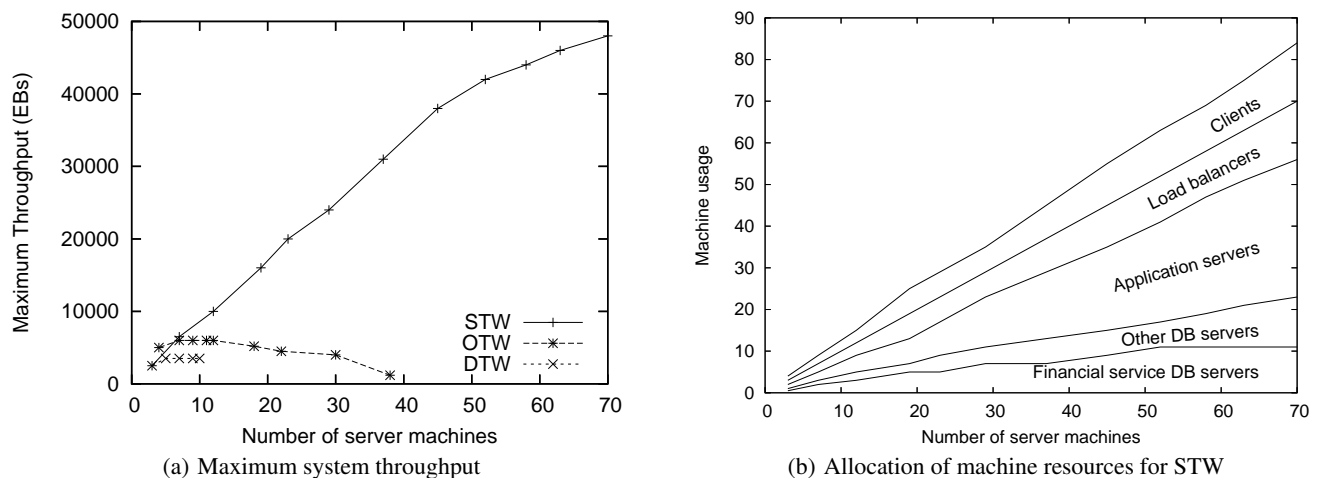 Maximum Throughput (EBs)
50000
40000
30000
20000
10000
0
STW
OTW
DTW
0 10 20 30 40 50 60 70
Number of server machines
(a) Maximum system throughput
Machine usage
90
80
70
60
50
40
30
20
10
0
Clients
Load balancers
Application servers
Other DB servers
Financial service DB servers
0 10 20 30 40 50 60 70
Number of server machines
(b) Allocation of machine resources for STW